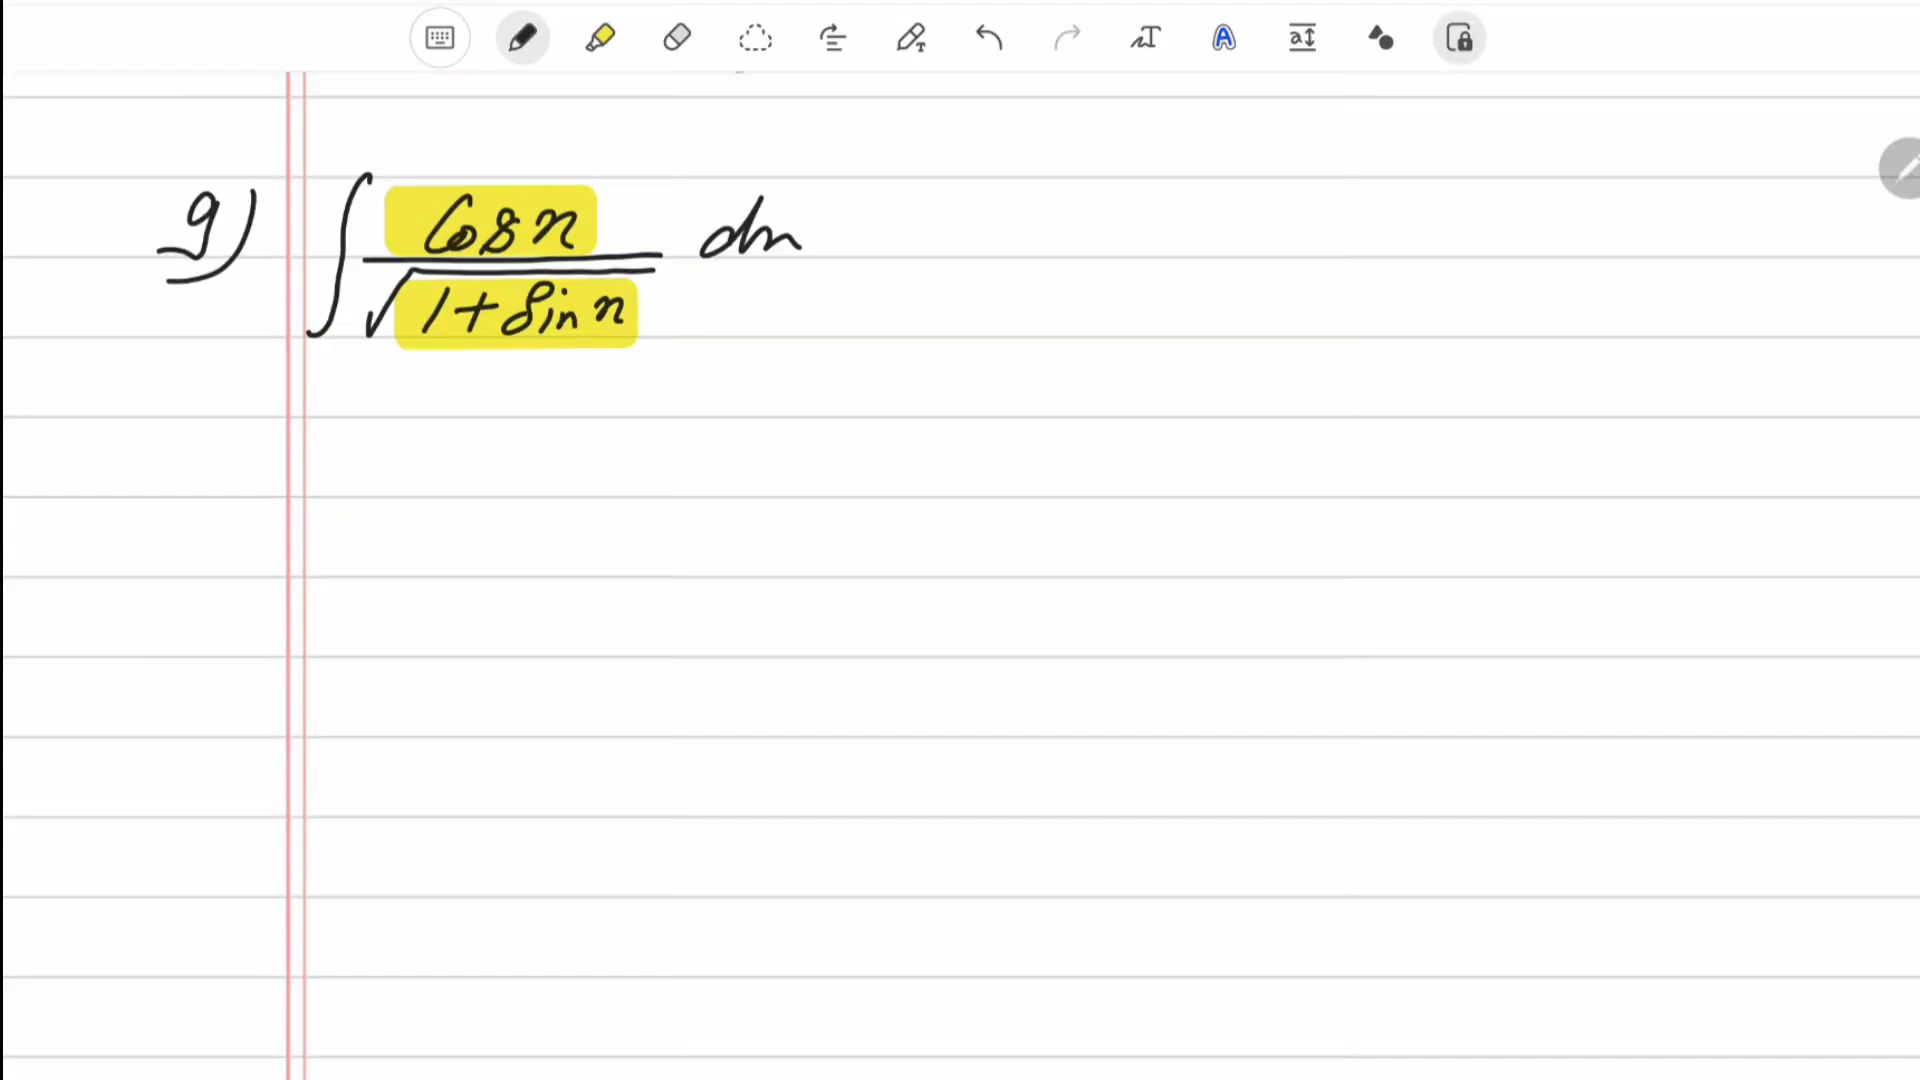 9) ∫ Cos x / √(1 + Sin x) dx